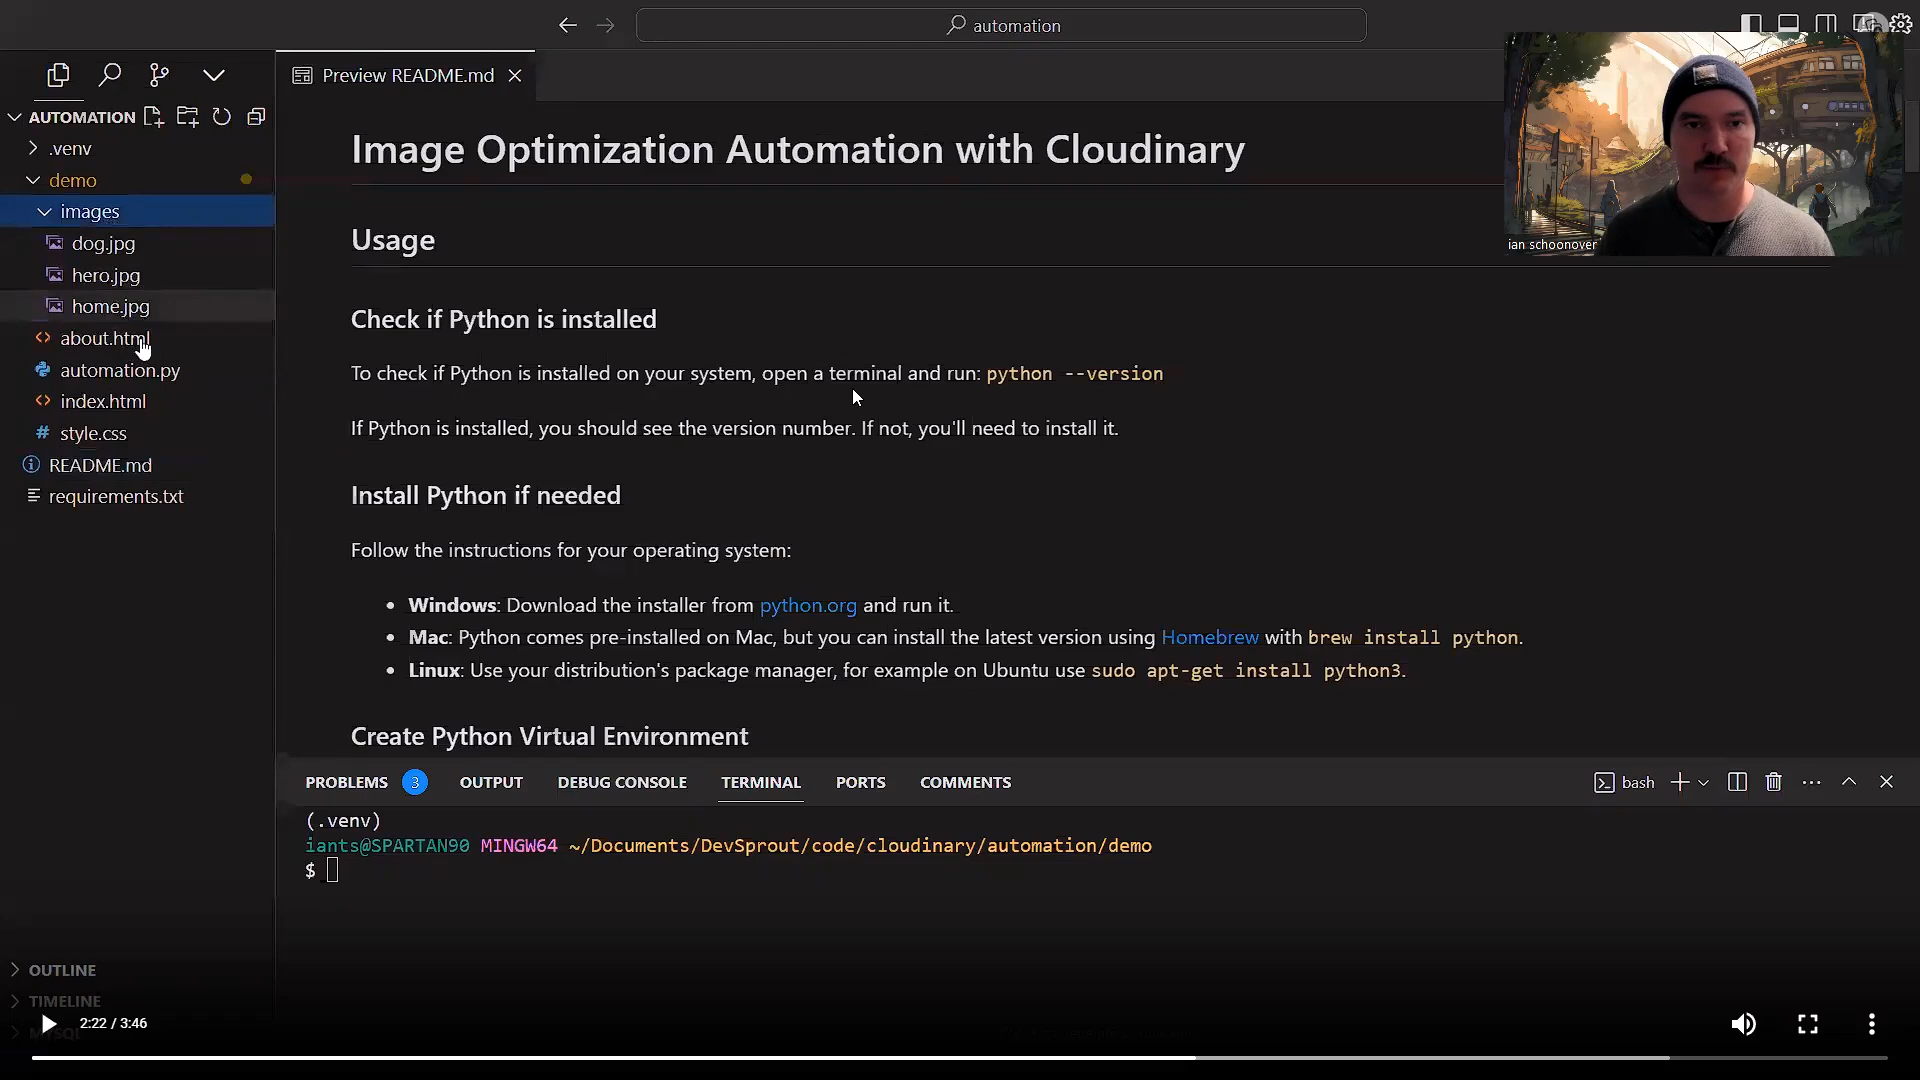 automation
Preview README.md
AUTOMATION
.venv
demo
images
dog.jpg
hero.jpg
home.jpg
about.html
automation.py
index.html
style.css
README.md
requirements.txt
OUTLINE
TIMELINE
MYSQL
Image Optimization Automation with Cloudinary
Usage
Check if Python is installed
To check if Python is installed on your system, open a terminal and run: python --version
If Python is installed, you should see the version number. If not, you'll need to install it.
Install Python if needed
Follow the instructions for your operating system:
• Windows: Download the installer from python.org and run it.
• Mac: Python comes pre-installed on Mac, but you can install the latest version using Homebrew with brew install python.
• Linux: Use your distribution's package manager, for example on Ubuntu use sudo apt-get install python3.
Create Python Virtual Environment
ian schoonover
PROBLEMS 3 OUTPUT DEBUG CONSOLE TERMINAL PORTS COMMENTS
bash
(.venv)
iants@SPARTAN90 MINGW64 ~/Documents/DevSprout/code/cloudinary/automation/demo
$
2:22 / 3:46